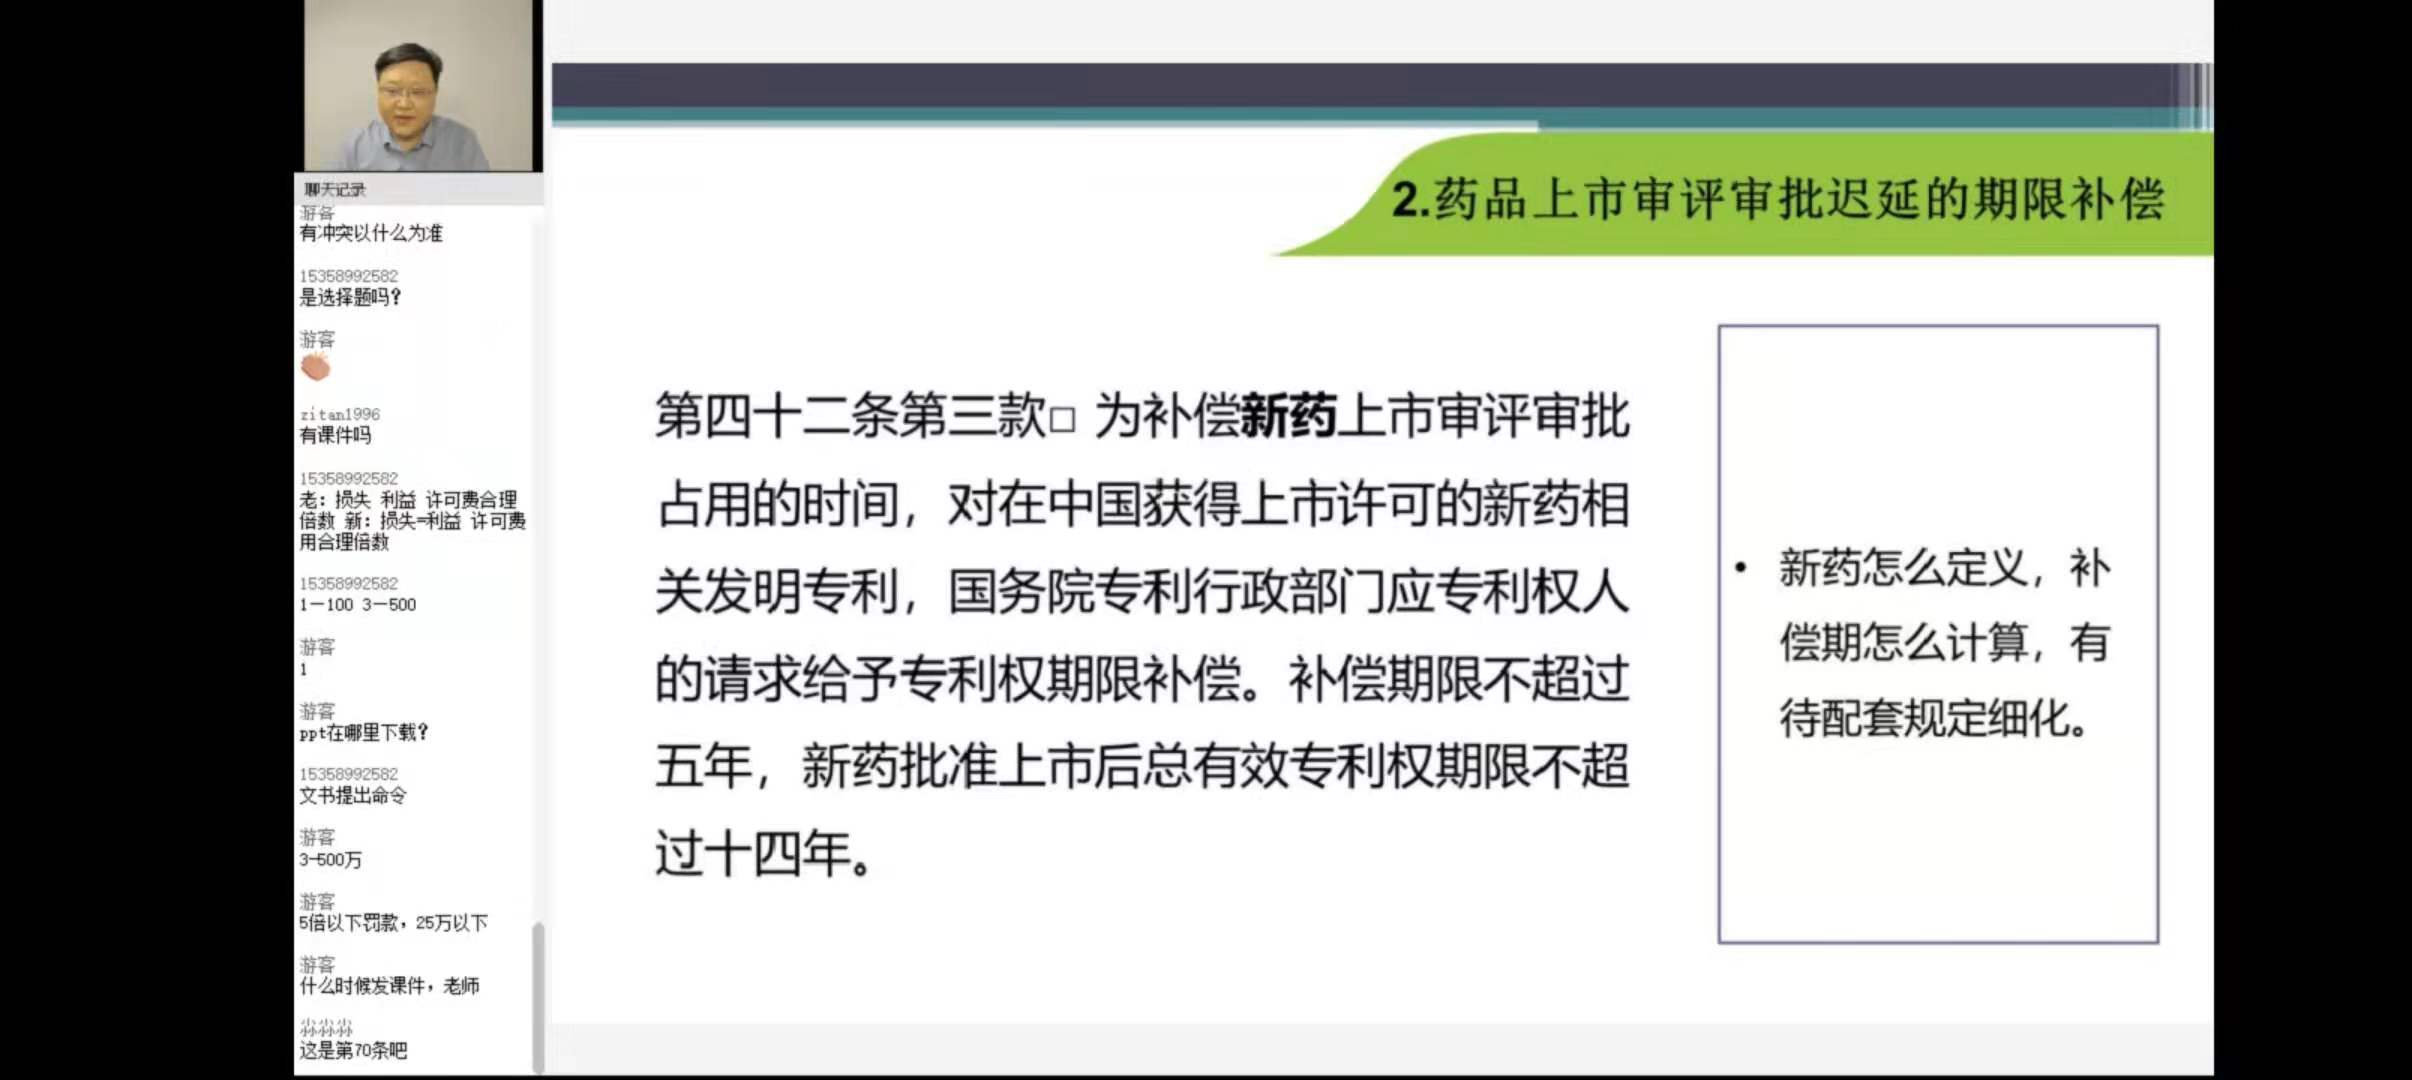 聊天记录
游客
有冲突以什么为准
15358992582
是选择题吗?
游客
zitan1996
有课件吗
15358992582
老: 损失 利益 许可费合理
倍数 新: 损失=利益 许可费
用合理倍数
15358992582
1—100 3—500
游客
1
游客
ppt在哪里下载?
15358992582
文书提出命令
游客
3-500万
游客
5倍以下罚款，25万以下
游客
什么时候发课件，老师
尛尛尛
这是第70条吧
2.药品上市审评审批迟延的期限补偿
第四十二条第三款□ 为补偿新药上市审评审批
占用的时间，对在中国获得上市许可的新药相
关发明专利，国务院专利行政部门应专利权人
的请求给予专利权期限补偿。补偿期限不超过
五年，新药批准上市后总有效专利权期限不超
过十四年。
• 新药怎么定义，补
偿期怎么计算，有
待配套规定细化。